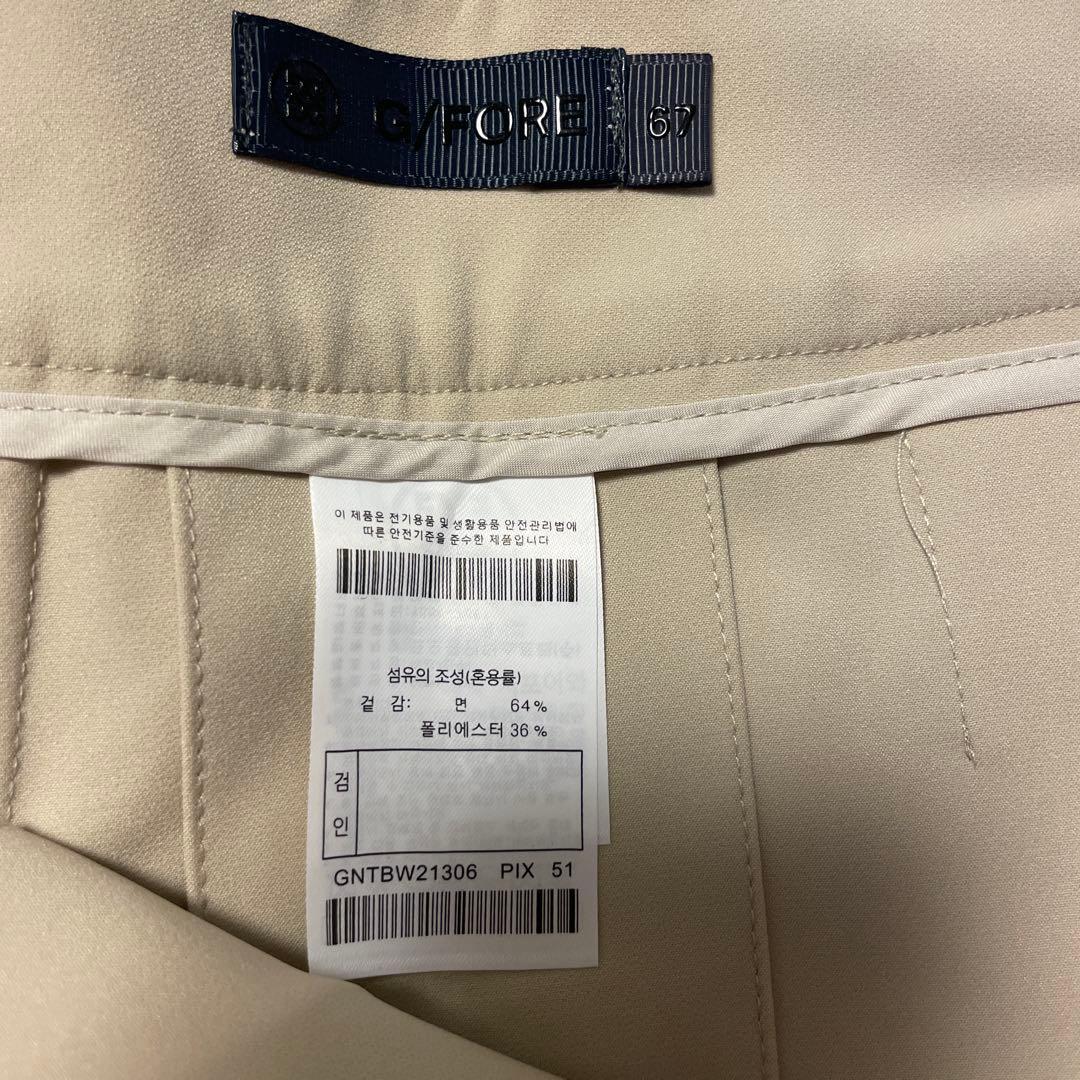 G/FORE 67
이 제품은 전기용품 및 생활용품 안전관리법에
따른 안전기준을 준수한 제품입니다
섬유의 조성(혼용률)
겉 감: 면 64%
폴리에스터 36 %
검
인
GNTBW21306 PIX 51